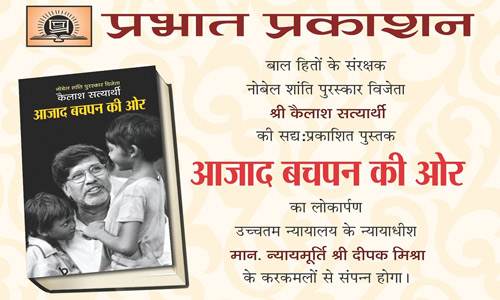 प्रभात प्रकाशन
नोबेल शांति पुरस्कार विजेता
कैलाश सत्यार्थी
आजाद बचपन की ओर
बाल हितों के संरक्षक
नोबेल शांति पुरस्कार विजेता
श्री कैलाश सत्यार्थी
की सद्य:प्रकाशित पुस्तक
आजाद बचपन की ओर
का लोकार्पण
उच्चतम न्यायालय के न्यायाधीश
मान. न्यायमूर्ति श्री दीपक मिश्रा
के करकमलों से संपन्न होगा।